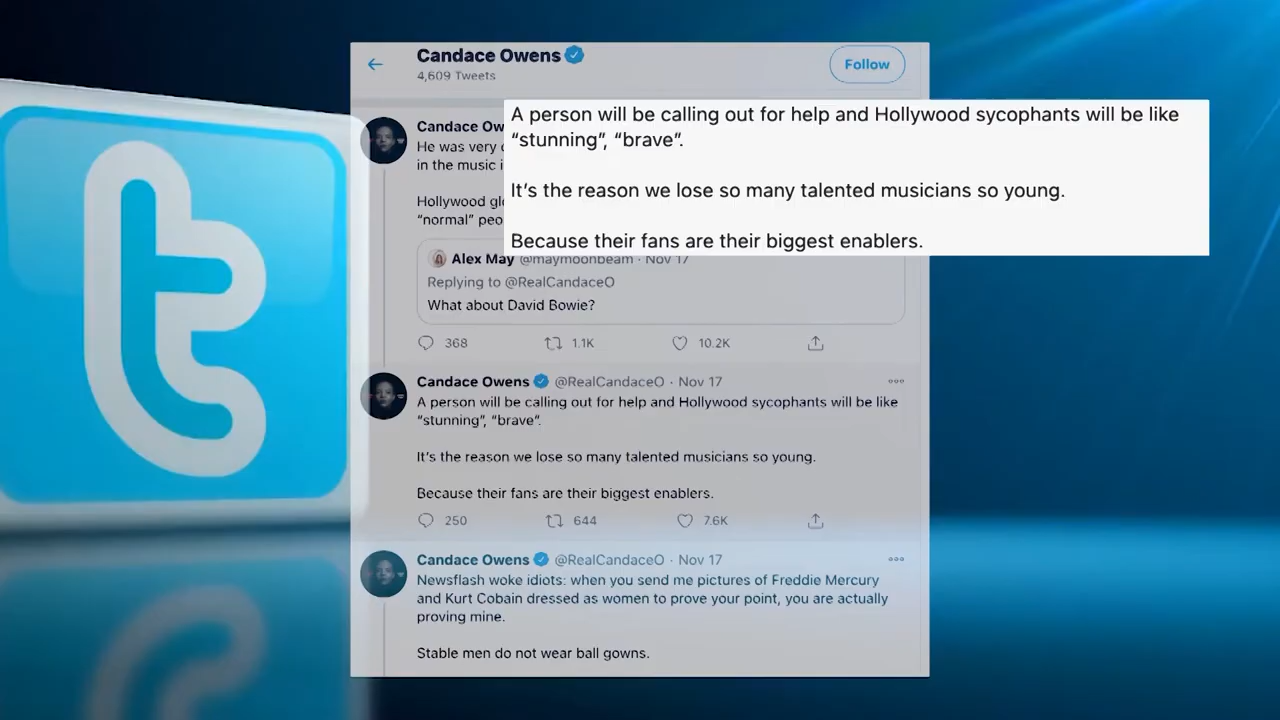 Candace Owens
4,609 Tweets
Follow
A person will be calling out for help and Hollywood sycophants will be like
“stunning”, “brave”.
It’s the reason we lose so many talented musicians so young.
Because their fans are their biggest enablers.
Candace
He was very
in the music
Hollywood
“normal”
Alex May @maymoonbeam · Nov 17
Replying to @RealCandaceO
What about David Bowie?
368 1.1K 10.2K
Candace Owens @RealCandaceO · Nov 17
A person will be calling out for help and Hollywood sycophants will be like
“stunning”, “brave”.
It’s the reason we lose so many talented musicians so young.
Because their fans are their biggest enablers.
250 644 7.6K
Candace Owens @RealCandaceO · Nov 17
Newsflash woke idiots: when you send me pictures of Freddie Mercury
and Kurt Cobain dressed as women to prove your point, you are actually
proving mine.
Stable men do not wear ball gowns.
t